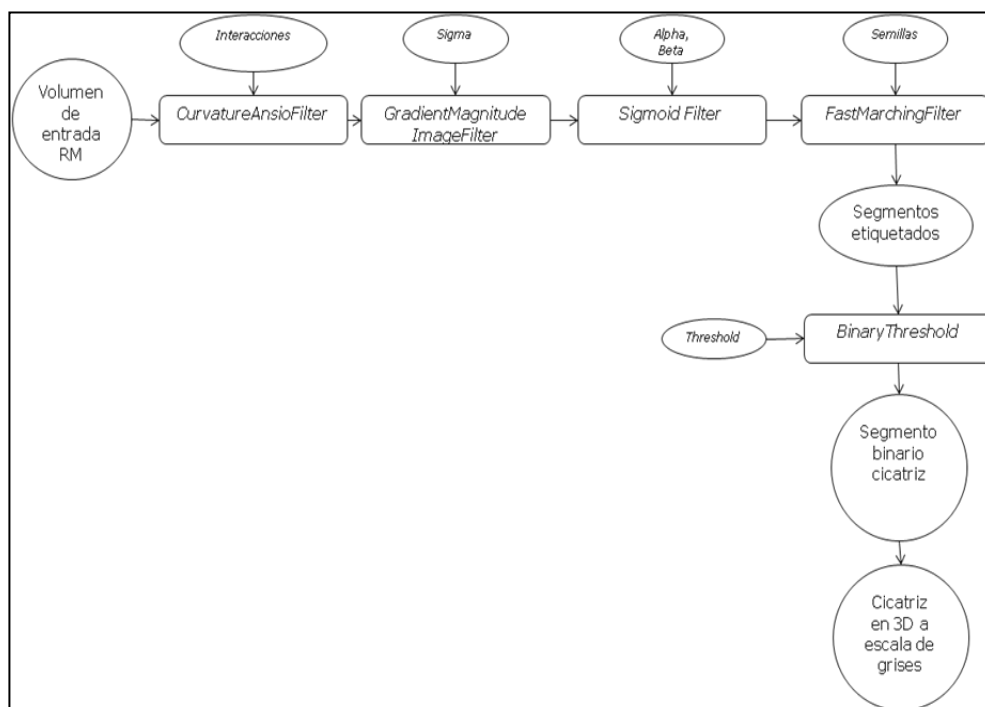 Interacciones
Sigma
Alpha,
Beta
Semillas
Volumen
de
entrada
RM
CurvatureAnsioFilter
GradientMagnitude
ImageFilter
Sigmoid Filter
FastMarchingFilter
Segmentos
etiquetados
Threshold
BinaryThreshold
Segmento
binario
cicatriz
Cicatriz
en 3D a
escala de
grises